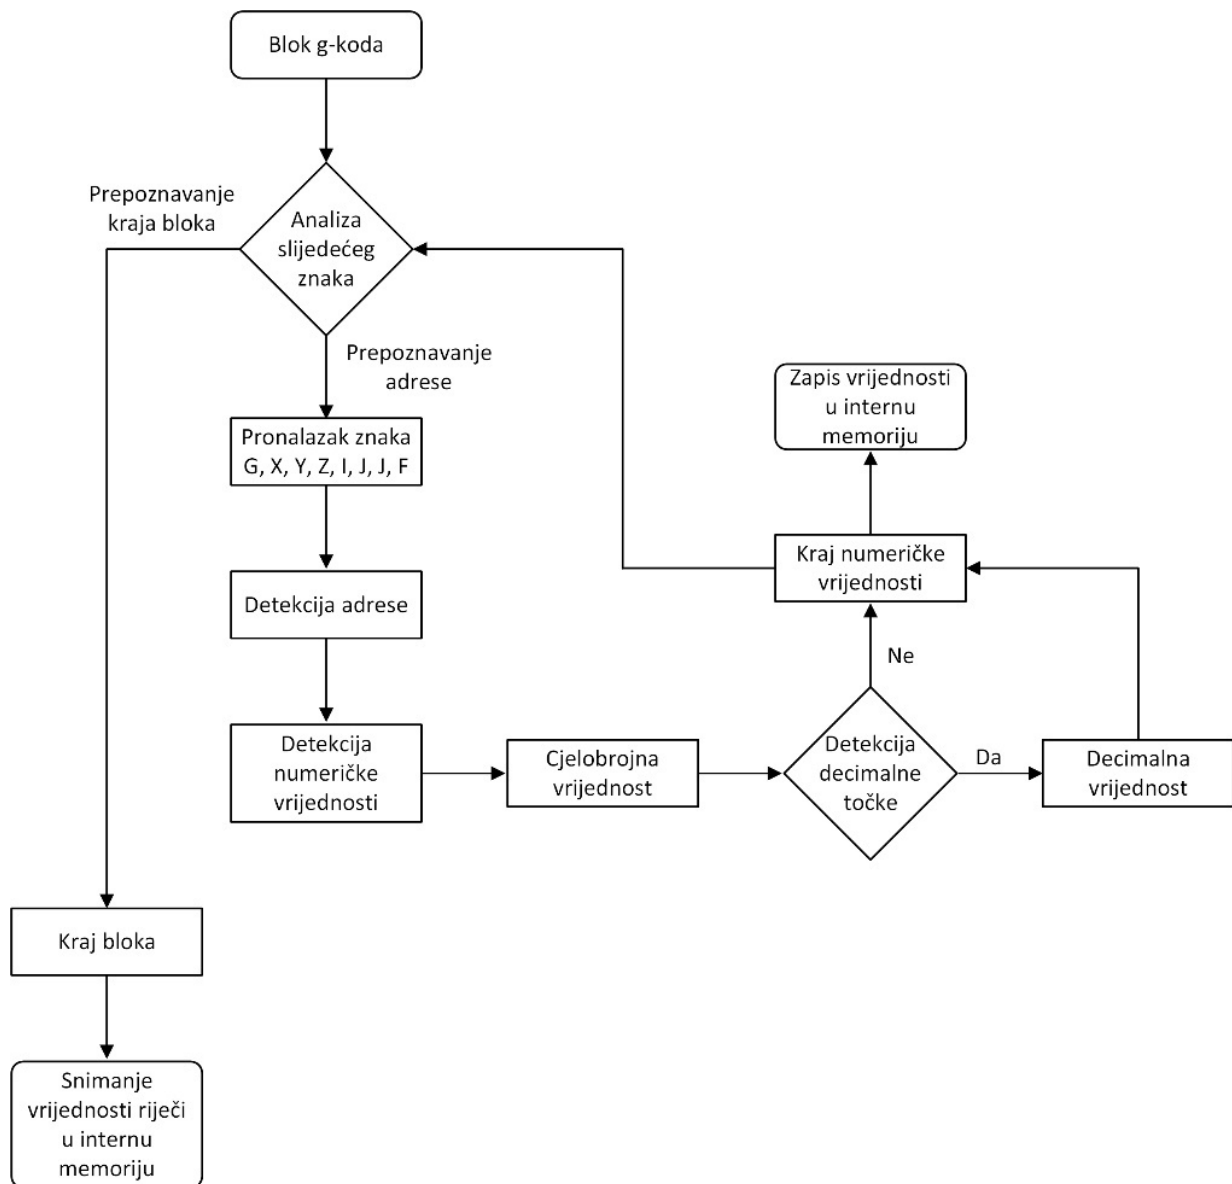 Blok g-koda
Prepoznavanje
kraja bloka
Analiza
slijedećeg
znaka
Prepoznavanje
adrese
Pronalazak znaka
G, X, Y, Z, I, J, J, F
Detekcija adrese
Detekcija
numeričke
vrijednosti
Cjelobrojna
vrijednost
Detekcija
decimalne
točke
Da
Decimalna
vrijednost
Ne
Kraj numeričke
vrijednosti
Zapis vrijednosti
u internu
memoriju
Kraj bloka
Snimanje
vrijednosti riječi
u internu
memoriju